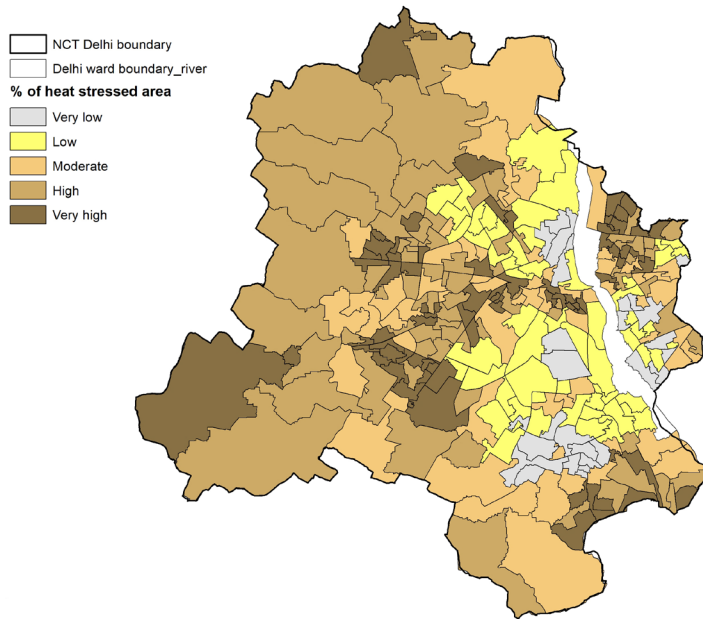 NCT Delhi boundary
Delhi ward boundary_river
% of heat stressed area
Very low
Low
Moderate
High
Very high